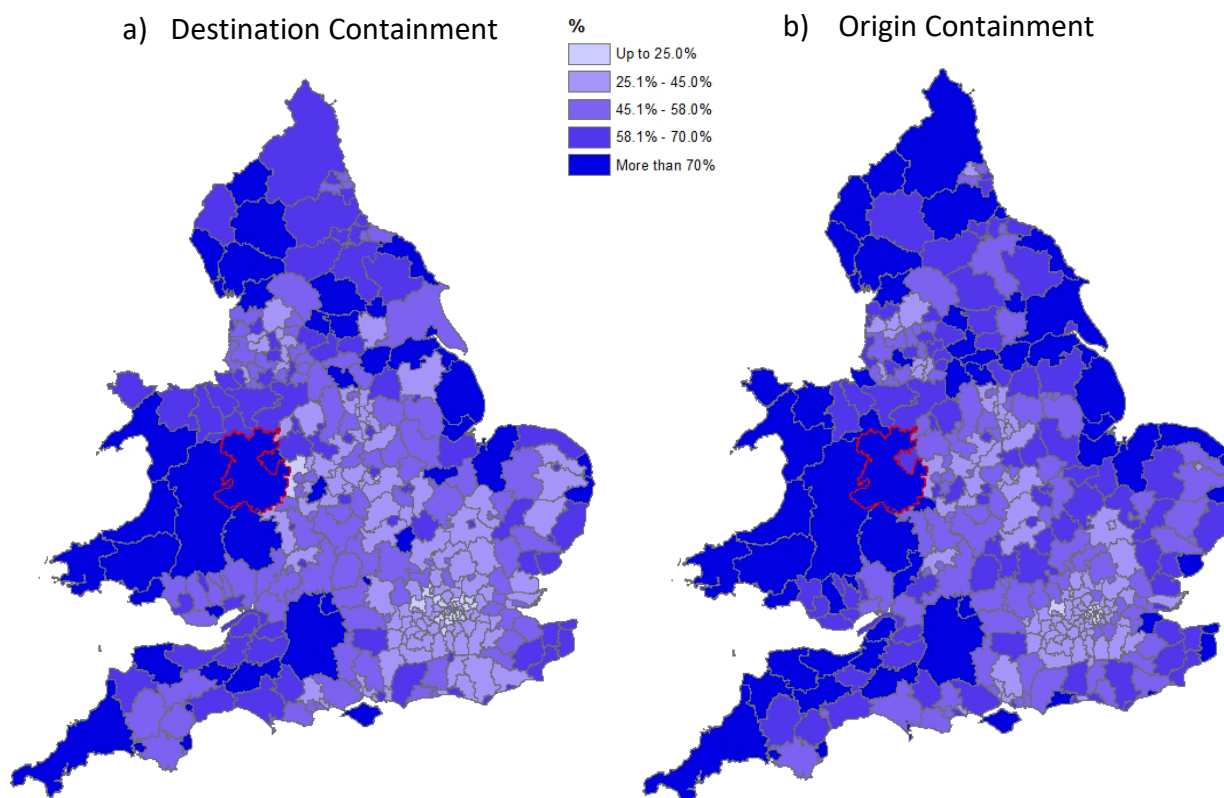 a) Destination Containment
%
Up to 25.0%
25.1% - 45.0%
45.1% - 58.0%
58.1% - 70.0%
More than 70%
b) Origin Containment